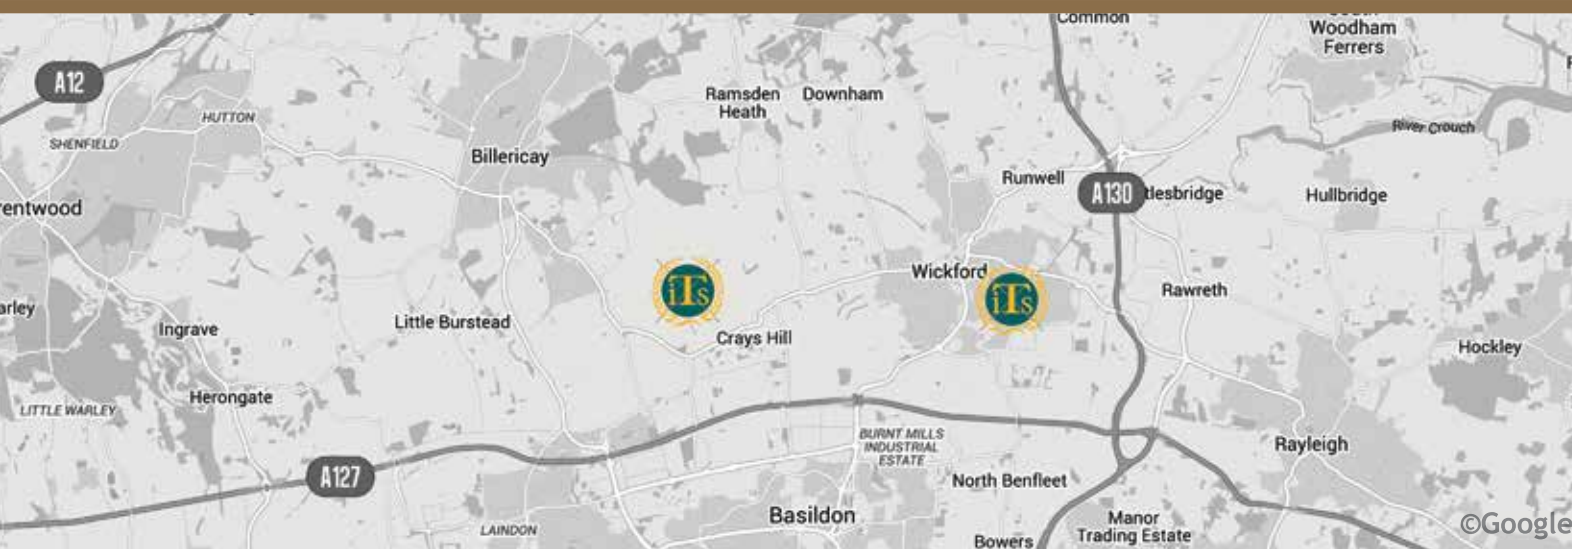 Common
Woodham
Ferrers
A12
Ramsden
Heath
Downham
HUTTON
River Crouch
SHENFIELD
Billericay
Runwell
A130
tlesbridge
Hullbridge
rentwood
Wickford
iTs
iTs
Rawreth
arley
Ingrave
Little Burstead
Crays Hill
Hockley
Herongate
LITTLE WARLEY
BURNT MILLS
INDUSTRIAL
ESTATE
Rayleigh
A127
North Benfleet
Basildon
LAINDON
Manor
Trading Estate
Bowers
©Google